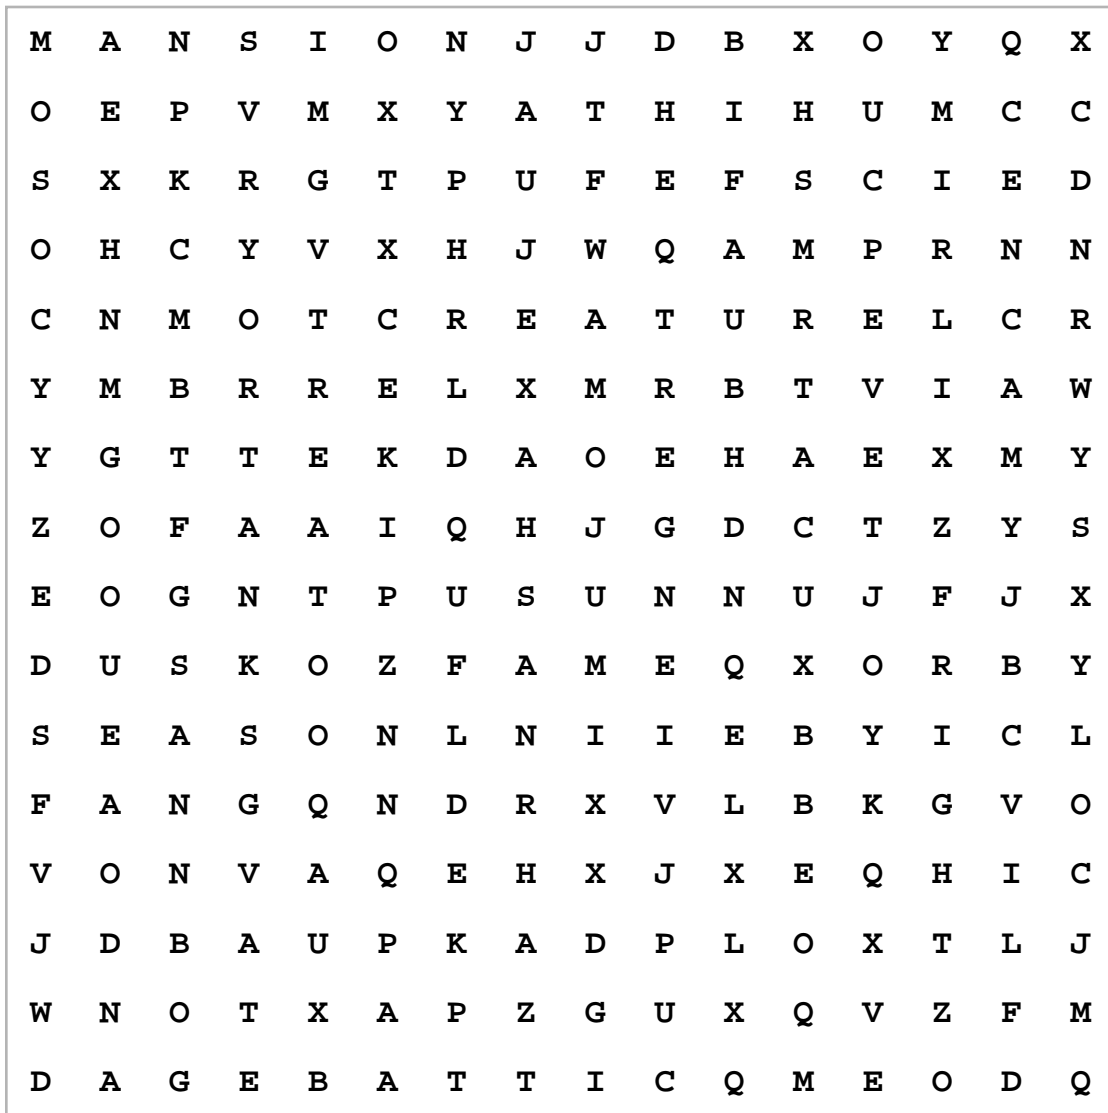 M A N S I O N J J D B X O Y Q X
O E P V M X Y A T H I H U M C C
S X K R G T P U F E F S C I E D
O H C Y V X H J W Q A M P R N N
C N M O T C R E A T U R E L C R
Y M B R R E L X M R B T V I A W
Y G T T E K D A O E H A E X M Y
Z O F A A I Q H J G D C T Z Y S
E O G N T P U S U N N U J F J X
D U S K O Z F A M E Q X O R B Y
S E A S O N L N I I E B Y I C L
F A N G Q N D R X V L B K G V O
V O N V A Q E H X J X E Q H I C
J D B A U P K A D P L O X T L J
W N O T X A P Z G U X Q V Z F M
D A G E B A T T I C Q M E O D Q